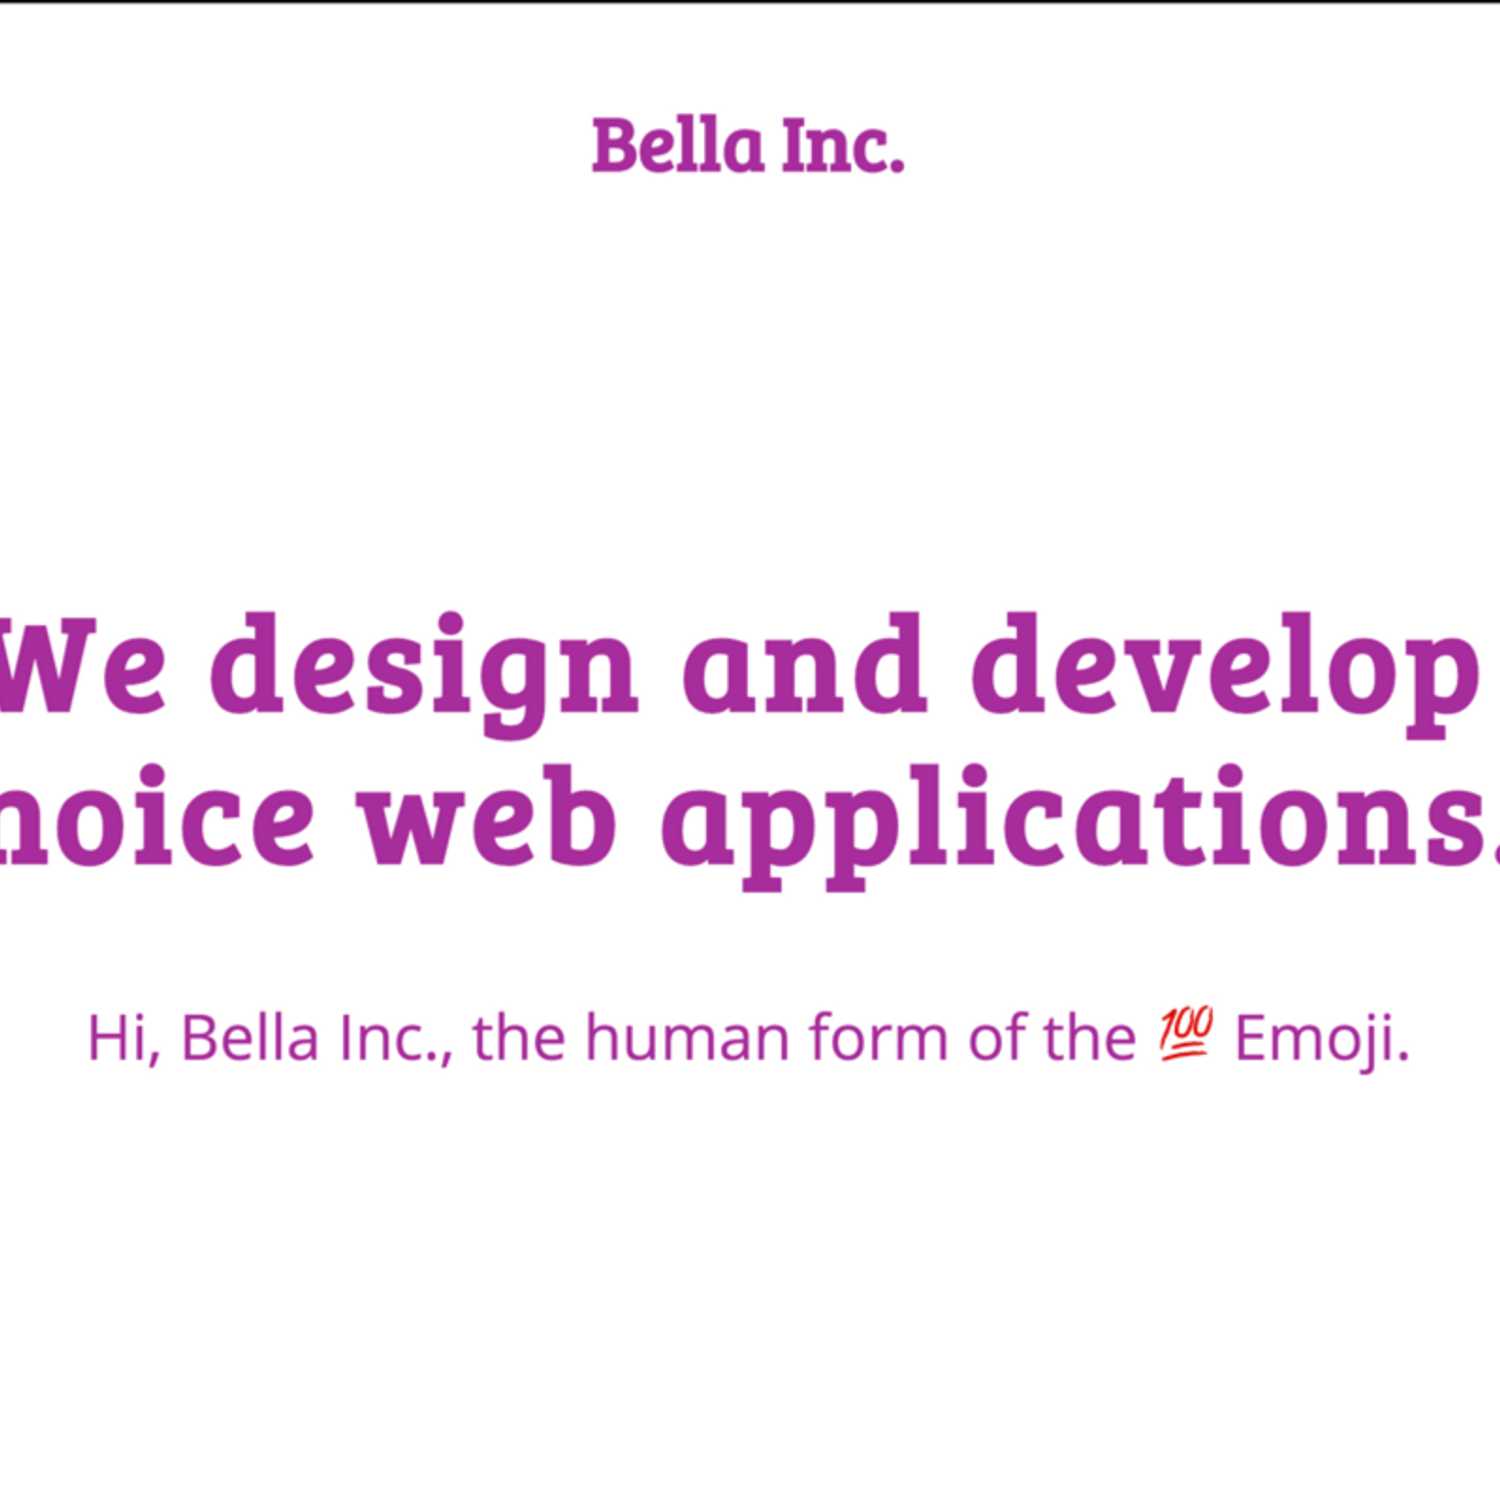 Bella Inc.
We design and develop
hoice web applications.
Hi, Bella Inc., the human form of the 💯 Emoji.